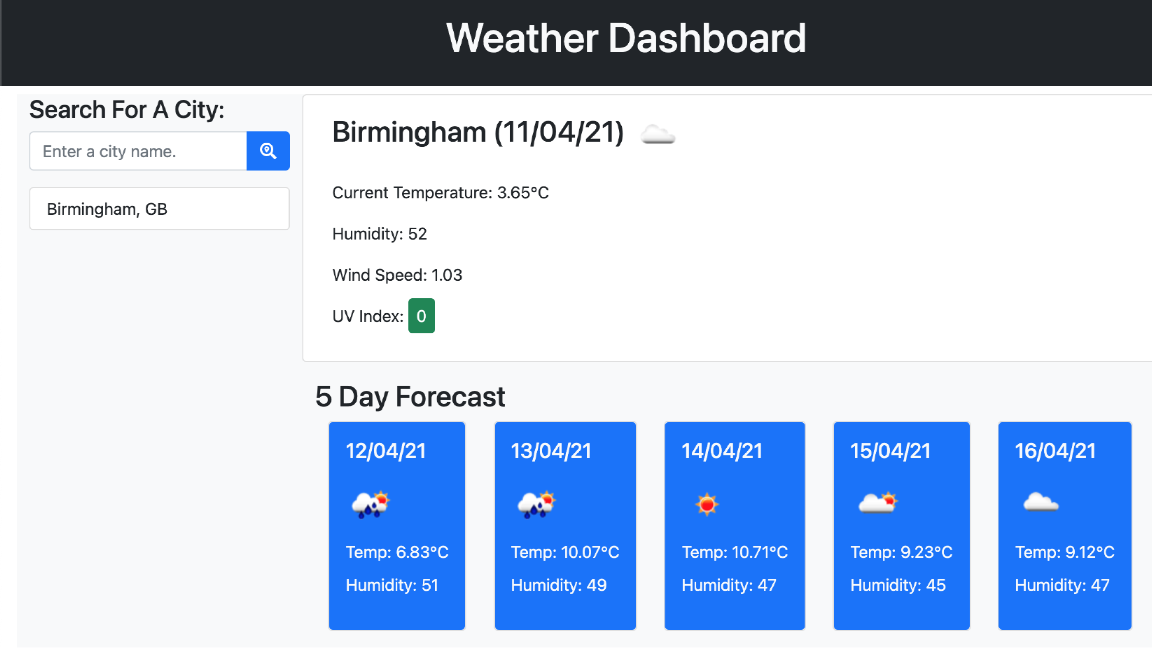 Weather Dashboard
Search For A City:
Enter a city name.
Birmingham, GB
Birmingham (11/04/21)
Current Temperature: 3.65°C
Humidity: 52
Wind Speed: 1.03
UV Index: 0
5 Day Forecast
12/04/21
Temp: 6.83°C
Humidity: 51
13/04/21
Temp: 10.07°C
Humidity: 49
14/04/21
Temp: 10.71°C
Humidity: 47
15/04/21
Temp: 9.23°C
Humidity: 45
16/04/21
Temp: 9.12°C
Humidity: 47